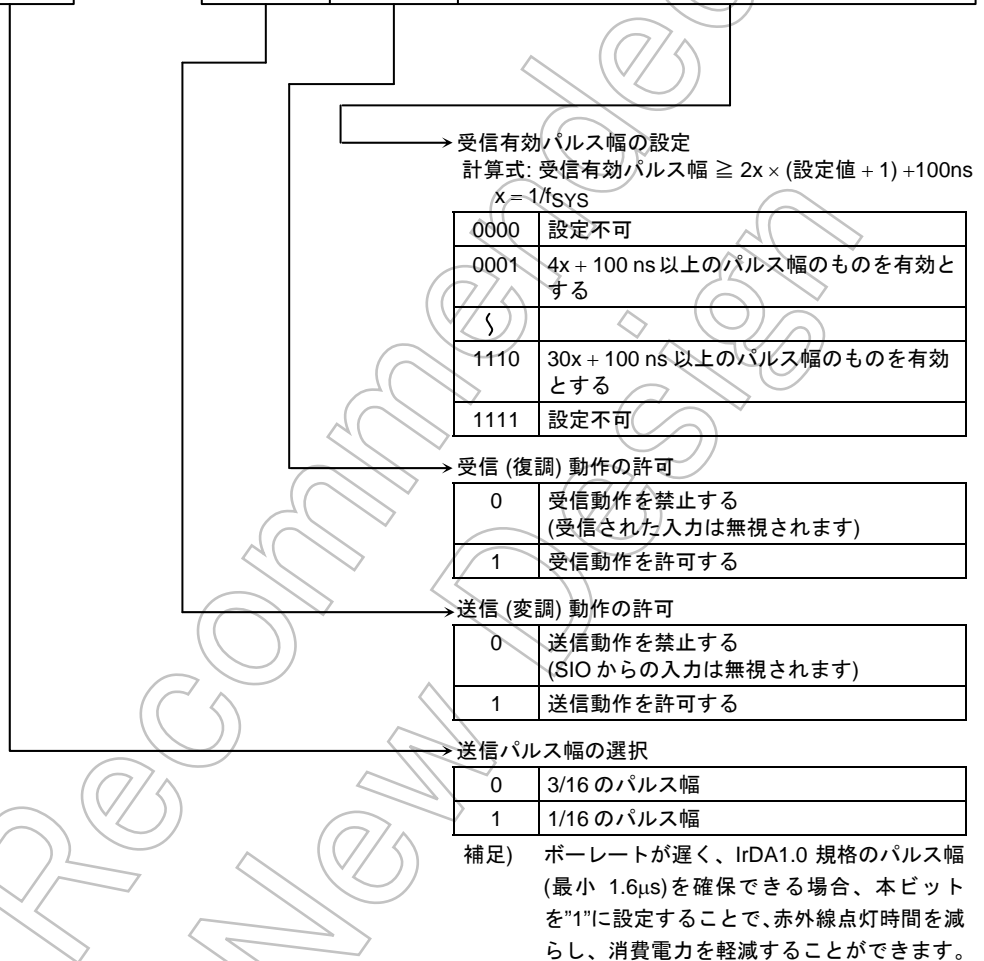 受信有効パルス幅の設定
計算式: 受信有効パルス幅 ≧ 2x × (設定値 + 1) +100ns
x = 1/fSYS
0000 設定不可
0001 4x + 100 ns以上のパルス幅のものを有効と
する
〜
1110 30x + 100 ns 以上のパルス幅のものを有効
とする
1111 設定不可
受信 (復調) 動作の許可
0 受信動作を禁止する
(受信された入力は無視されます)
1 受信動作を許可する
送信 (変調) 動作の許可
0 送信動作を禁止する
(SIO からの入力は無視されます)
1 送信動作を許可する
送信パルス幅の選択
0 3/16 のパルス幅
1 1/16 のパルス幅
補足) ボーレートが遅く、IrDA1.0 規格のパルス幅
(最小 1.6μs)を確保できる場合、本ビット
を"1"に設定することで、赤外線点灯時間を減
らし、消費電力を軽減することができます。
Recommended
New Design